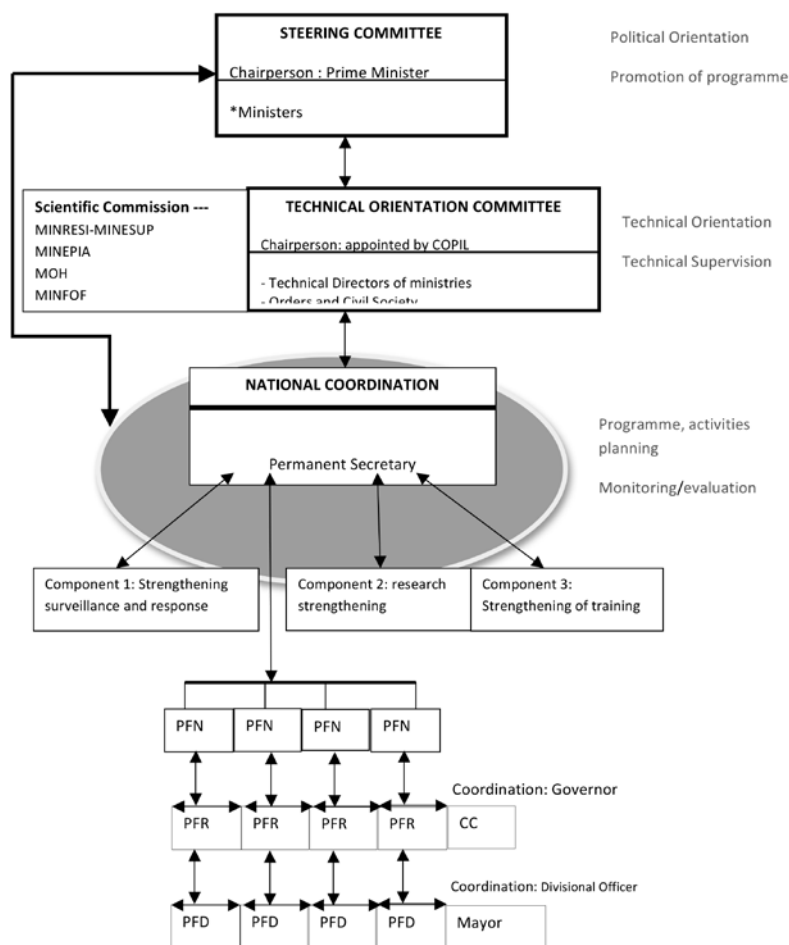 STEERING COMMITTEE
Chairperson : Prime Minister
*Ministers
Political Orientation
Promotion of programme
Scientific Commission ---
MINRESI-MINESUP
MINEPIA
MOH
MINFOF
TECHNICAL ORIENTATION COMMITTEE
Chairperson: appointed by COPIL
- Technical Directors of ministries
- Orders and Civil Society
Technical Orientation
Technical Supervision
NATIONAL COORDINATION
Permanent Secretary
Programme, activities
planning
Monitoring/evaluation
Component 1: Strengthening
surveillance and response
Component 2: research
strengthening
Component 3:
Strengthening of training
PFN PFN PFN PFN
Coordination: Governor
PFR PFR PFR PFR CC
Coordination: Divisional Officer
PFD PFD PFD PFD Mayor